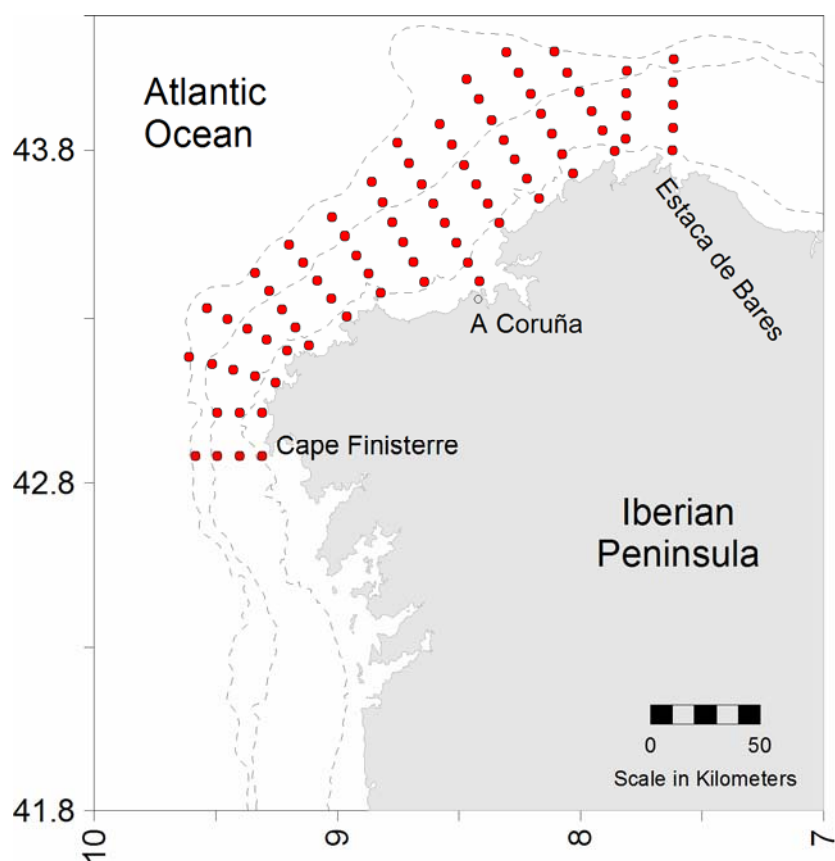 Atlantic
Ocean
43.8
Estaca de Bares
A Coruña
Cape Finisterre
42.8
Iberian
Peninsula
0 50
Scale in Kilometers
41.8
10 9 8 7